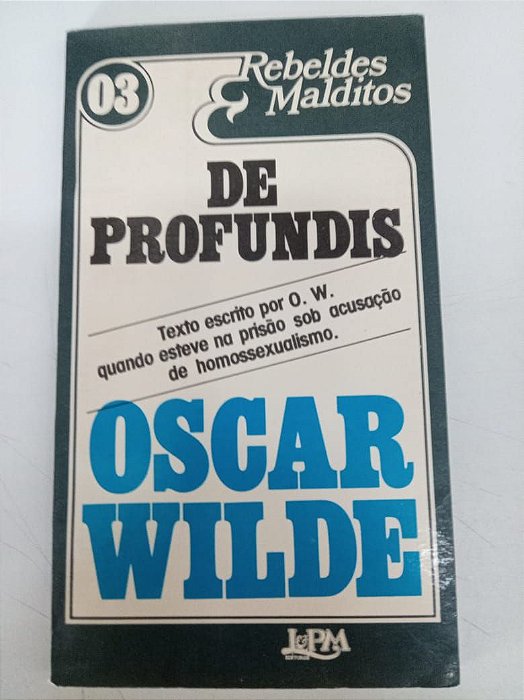 03
Rebeldes
& Malditos
DE
PROFUNDIS
Texto escrito por O. W.
quando esteve na prisão sob acusação
de homossexualismo.
OSCAR
WILDE
L&PM
EDITORES